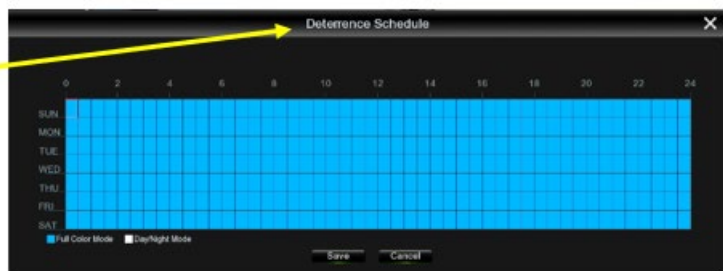 Deterrence Schedule X
0 2 4 6 8 10 12 14 16 18 20 22 24
SUN
MON
TUE
WED
THU
FRI
SAT
Full Color Mode Day/Night Mode
Save Cancel